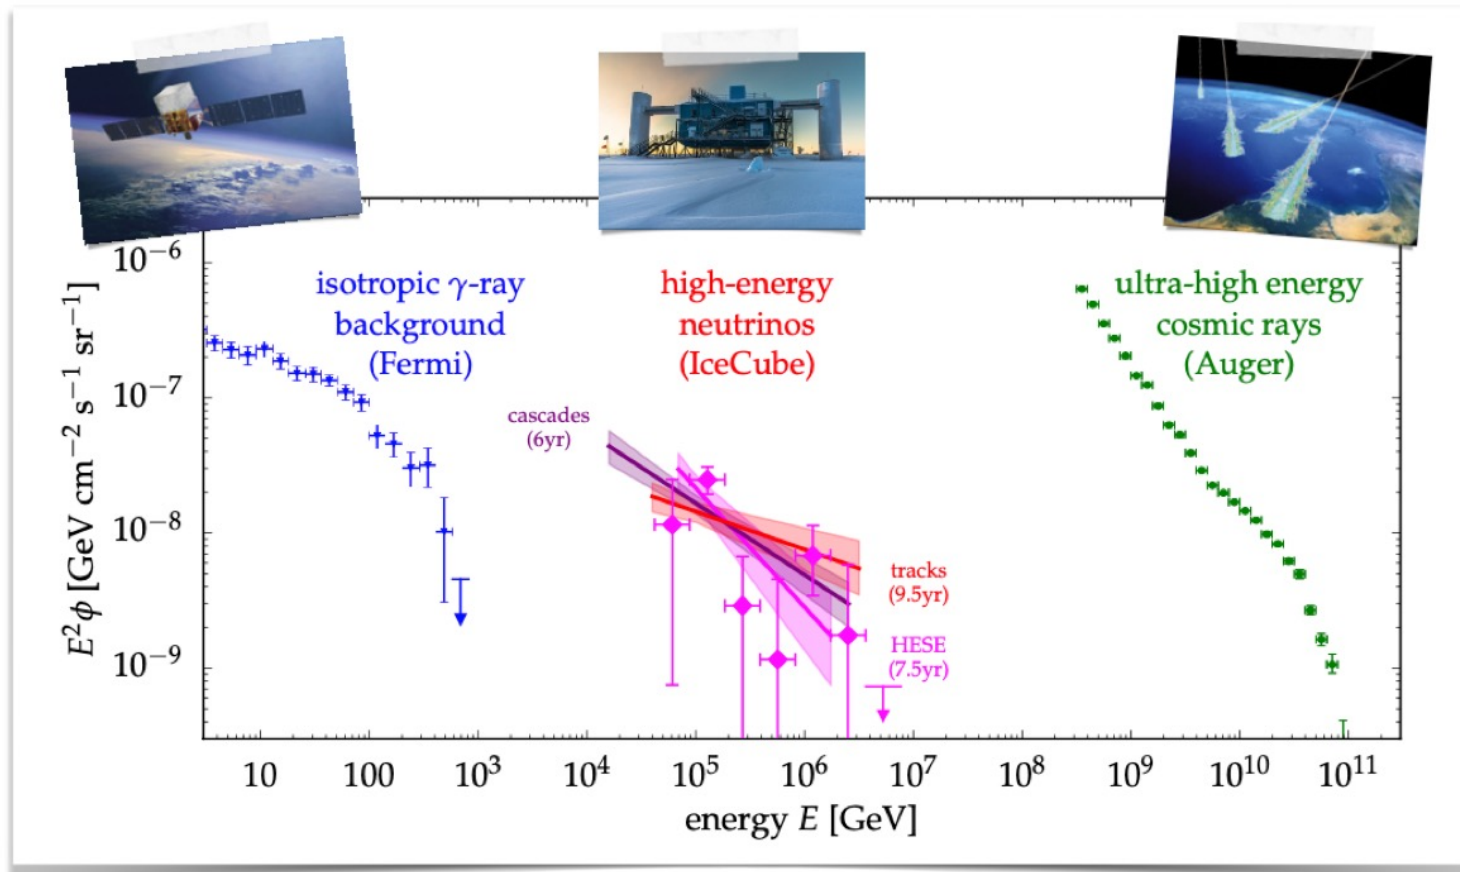 isotropic γ-ray
background
(Fermi)
high-energy
neutrinos
(IceCube)
ultra-high energy
cosmic rays
(Auger)
cascades
(6yr)
tracks
(9.5yr)
HESE
(7.5yr)
E²ϕ [GeV cm⁻² s⁻¹ sr⁻¹]
10⁻⁶
10⁻⁷
10⁻⁸
10⁻⁹
10 100 10³ 10⁴ 10⁵ 10⁶ 10⁷ 10⁸ 10⁹ 10¹⁰ 10¹¹
energy E [GeV]